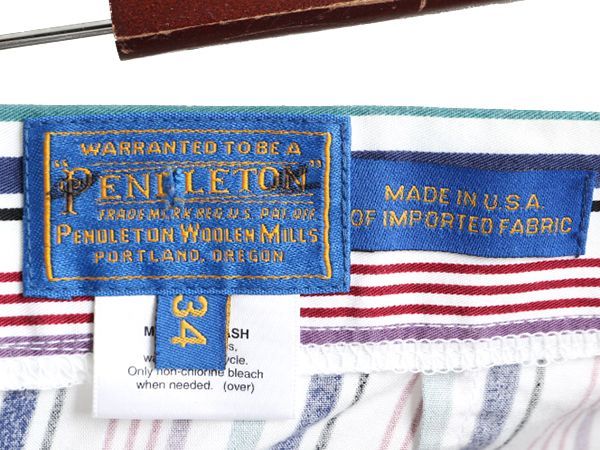 WARRANTED TO BE A
"PENDLETON"
TRADE MARK REG. U.S. PAT. OFF.
PENDLETON WOOLEN MILLS
PORTLAND, OREGON
MADE IN U.S.A.
OF IMPORTED FABRIC
34
ASH
Only non-chlorine bleach
when needed. (over)